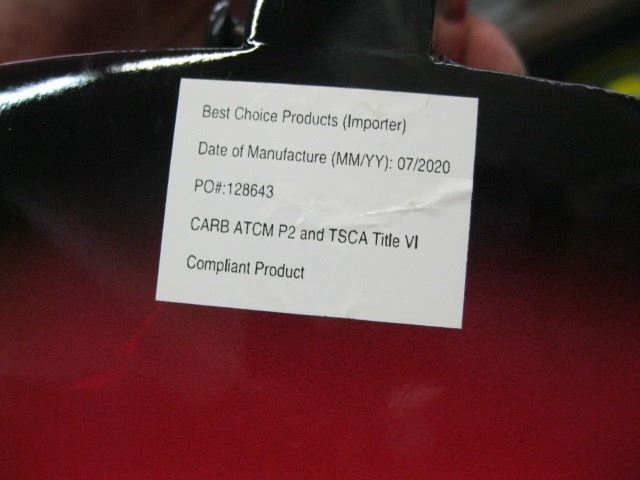 Best Choice Products (Importer)
Date of Manufacture (MM/YY): 07/2020
PO#:128643
CARB ATCM P2 and TSCA Title VI
Compliant Product